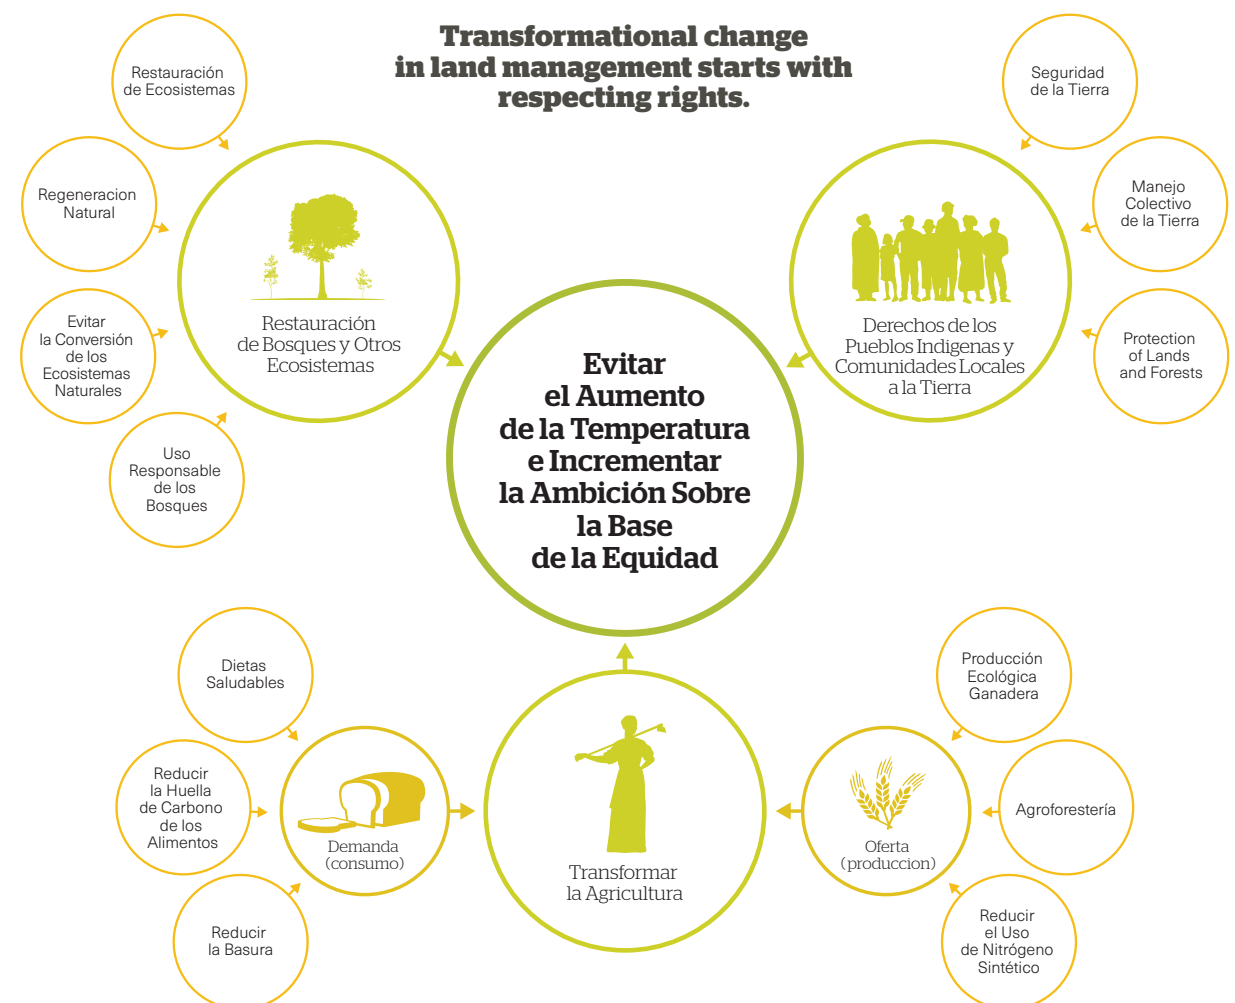 Transformational change
in land management starts with
respecting rights.
Restauración
de Ecosistemas
Regeneracion
Natural
Evitar
la Conversión
de los
Ecosistemas
Naturales
Uso
Responsable
de los
Bosques
Restauración
de Bosques y Otros
Ecosistemas
Seguridad
de la Tierra
Manejo
Colectivo
de la Tierra
Protection
of Lands
and Forests
Derechos de los
Pueblos Indigenas y
Comunidades Locales
a la Tierra
Evitar
el Aumento
de la Temperatura
e Incrementar
la Ambición Sobre
la Base
de la Equidad
Dietas
Saludables
Reducir
la Huella
de Carbono
de los
Alimentos
Reducir
la Basura
Demanda
(consumo)
Transformar
la Agricultura
Oferta
(produccion)
Producción
Ecológica
Ganadera
Agroforestería
Reducir
el Uso
de Nitrógeno
Sintético